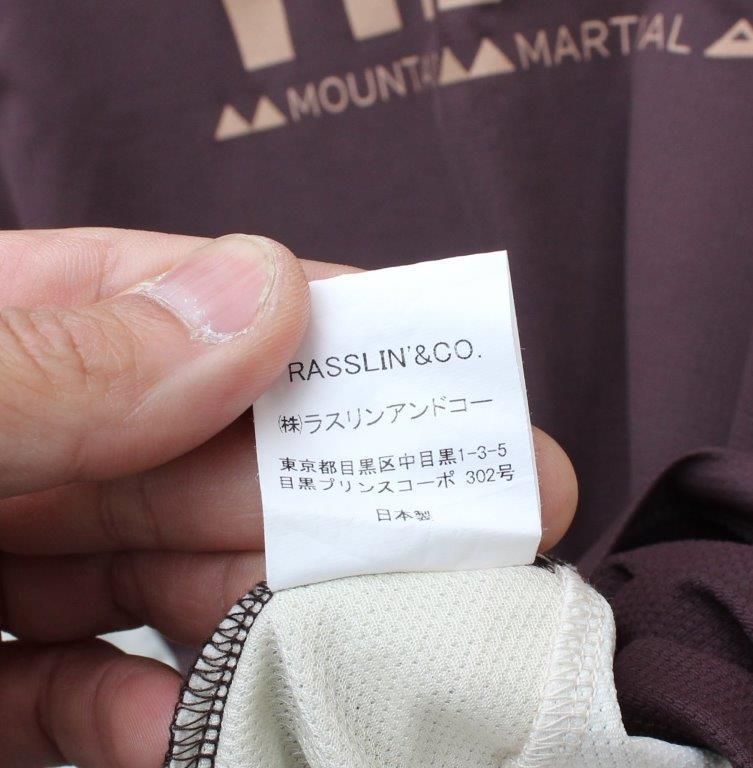 MOUNTA MARTIAL
RASSLIN'&CO.
㈱ラスリンアンドコー
東京都目黒区中目黒1-3-5
目黒プリンスコーポ 302号
日本製